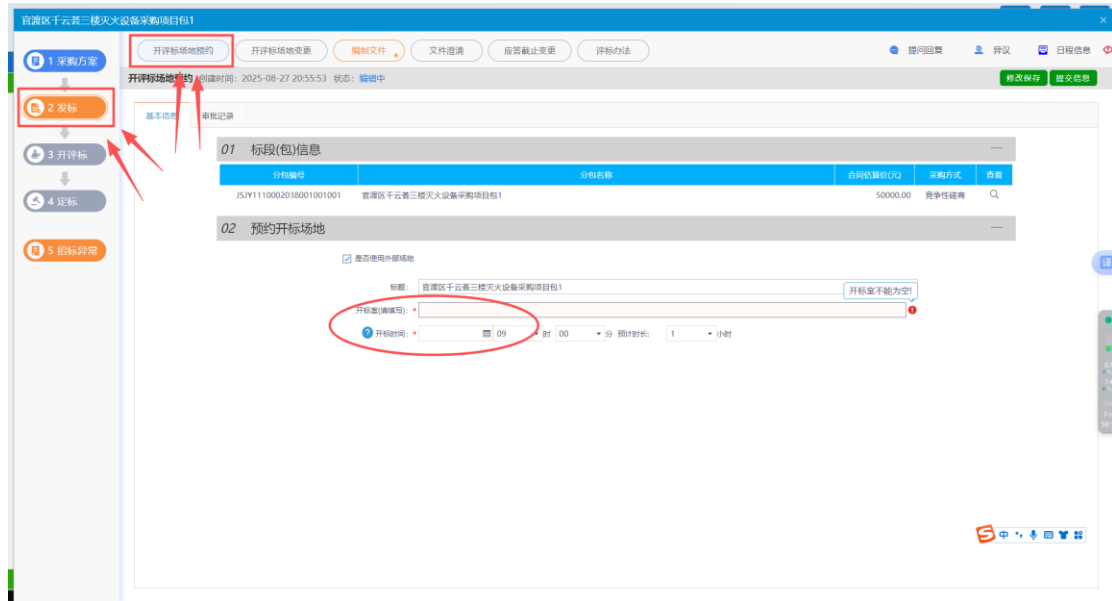 官渡区千云荟三楼灭火设备采购项目包1
1 采购方案
2 发标
3 开评标
4 定标
5 招标异常
开评标场地预约 开评标场地变更 编制文件 文件澄清 应答截止变更 评标办法 提问回复 异议 日程信息
开评标场地预约 创建时间: 2025-08-27 20:55:53 状态: 编辑中 修改保存 提交信息
基本信息 审批记录
01 标段(包)信息
分包编号 分包名称 合同估算价(元) 采购方式 查看
JSJY1110002038001001001 官渡区千云荟三楼灭火设备采购项目包1 50000.00 竞争性磋商
02 预约开标场地
是否使用外部场地
标题: 官渡区千云荟三楼灭火设备采购项目包1
开标室不能为空!
开标室(请填写): *
? 开标时间: * 09 时 00 分 预计时长: 1 小时
中